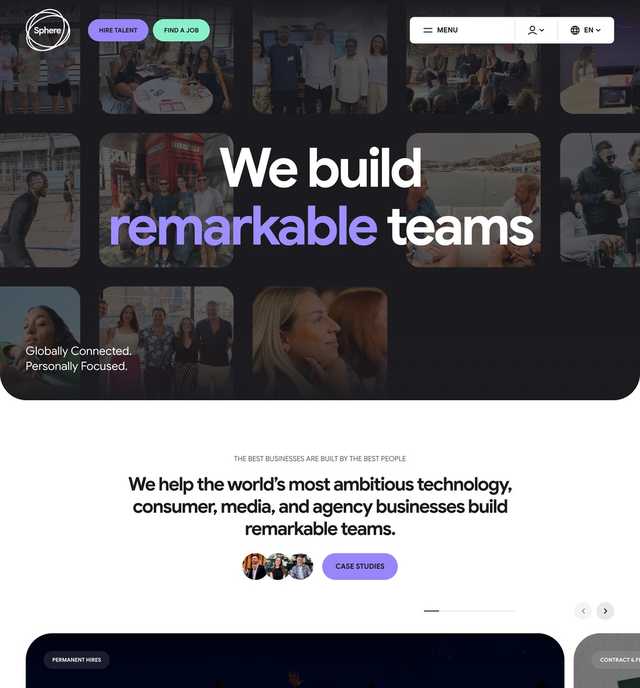 Sphere
HIRE TALENT
FIND A JOB
MENU
EN
We build
remarkable teams
Globally Connected.
Personally Focused.
THE BEST BUSINESSES ARE BUILT BY THE BEST PEOPLE
We help the world’s most ambitious technology,
consumer, media, and agency businesses build
remarkable teams.
CASE STUDIES
PERMANENT HIRES
CONTRACT &